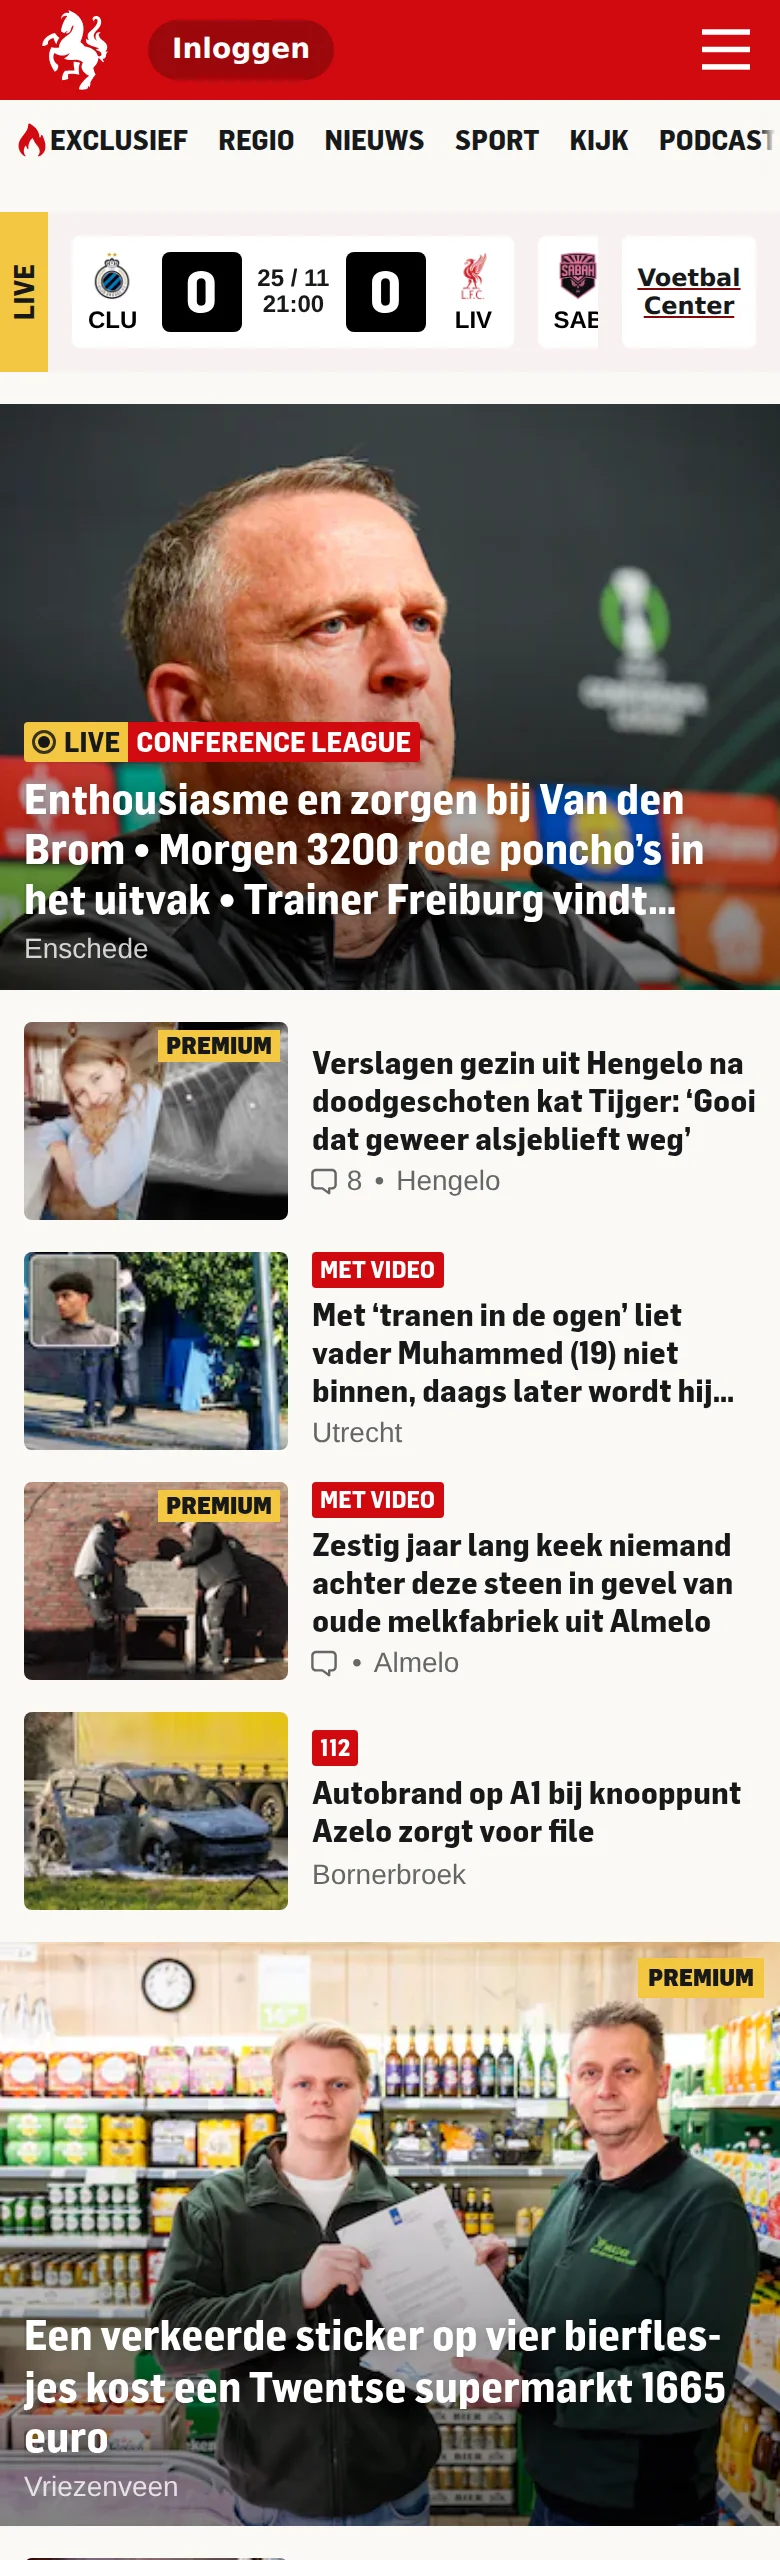 Inloggen
EXCLUSIEF REGIO NIEUWS SPORT KIJK PODCAST
LIVE
CLU
0
25 / 11
21:00
0
L.F.C.
LIV
SABAH
SAB
Voetbal
Center
LIVE CONFERENCE LEAGUE
Enthousiasme en zorgen bij Van den
Brom • Morgen 3200 rode poncho’s in
het uitvak • Trainer Freiburg vindt...
Enschede
PREMIUM
Verslagen gezin uit Hengelo na
doodgeschoten kat Tijger: ‘Gooi
dat geweer alsjeblieft weg’
8 • Hengelo
MET VIDEO
Met ‘tranen in de ogen’ liet
vader Muhammed (19) niet
binnen, daags later wordt hij...
Utrecht
PREMIUM
MET VIDEO
Zestig jaar lang keek niemand
achter deze steen in gevel van
oude melkfabriek uit Almelo
• Almelo
112
Autobrand op A1 bij knooppunt
Azelo zorgt voor file
Bornerbroek
PREMIUM
Een verkeerde sticker op vier bierfles-
jes kost een Twentse supermarkt 1665
euro
Vriezenveen